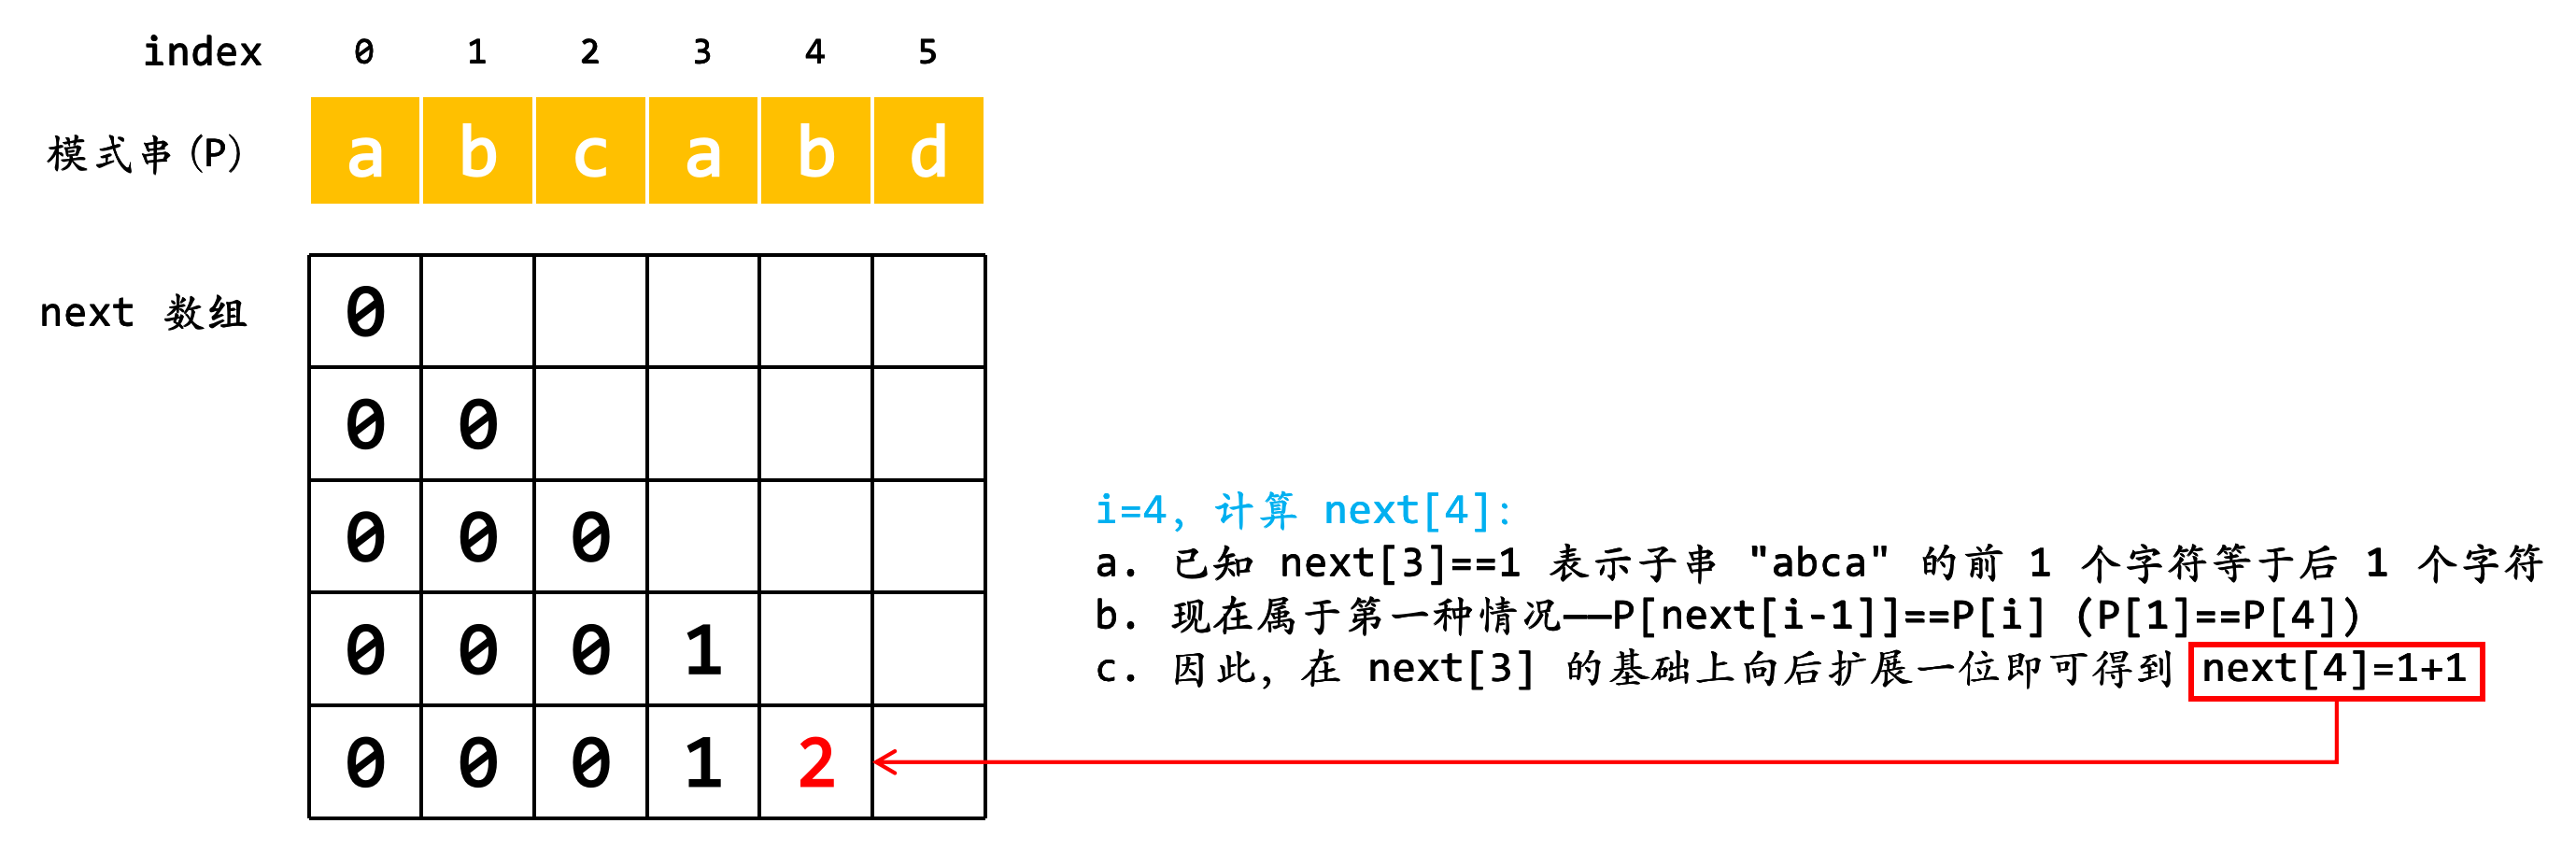 index 0 1 2 3 4 5
模式串(P) a b c a b d
next 数组 0
0 0
0 0 0
i=4, 计算 next[4]:
a. 已知 next[3]==1 表示子串 "abca" 的前 1 个字符等于后 1 个字符
b. 现在属于第一种情况——P[next[i-1]]==P[i] (P[1]==P[4])
0 0 0 1
c. 因此, 在 next[3] 的基础上向后扩展一位即可得到 next[4]=1+1
0 0 0 1 2